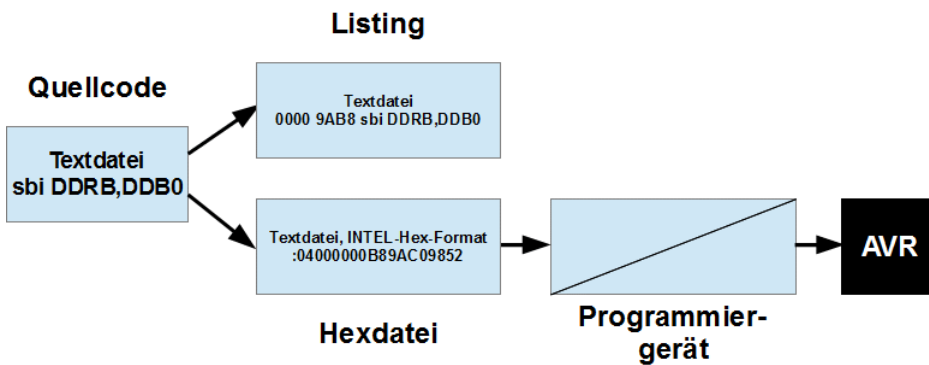 Listing
Quellcode
Textdatei
0000 9AB8 sbi DDRB,DDB0
Textdatei
sbi DDRB,DDB0
Textdatei, INTEL-Hex-Format
:04000000B89AC09852
AVR
Hexdatei
Programmier-
gerät